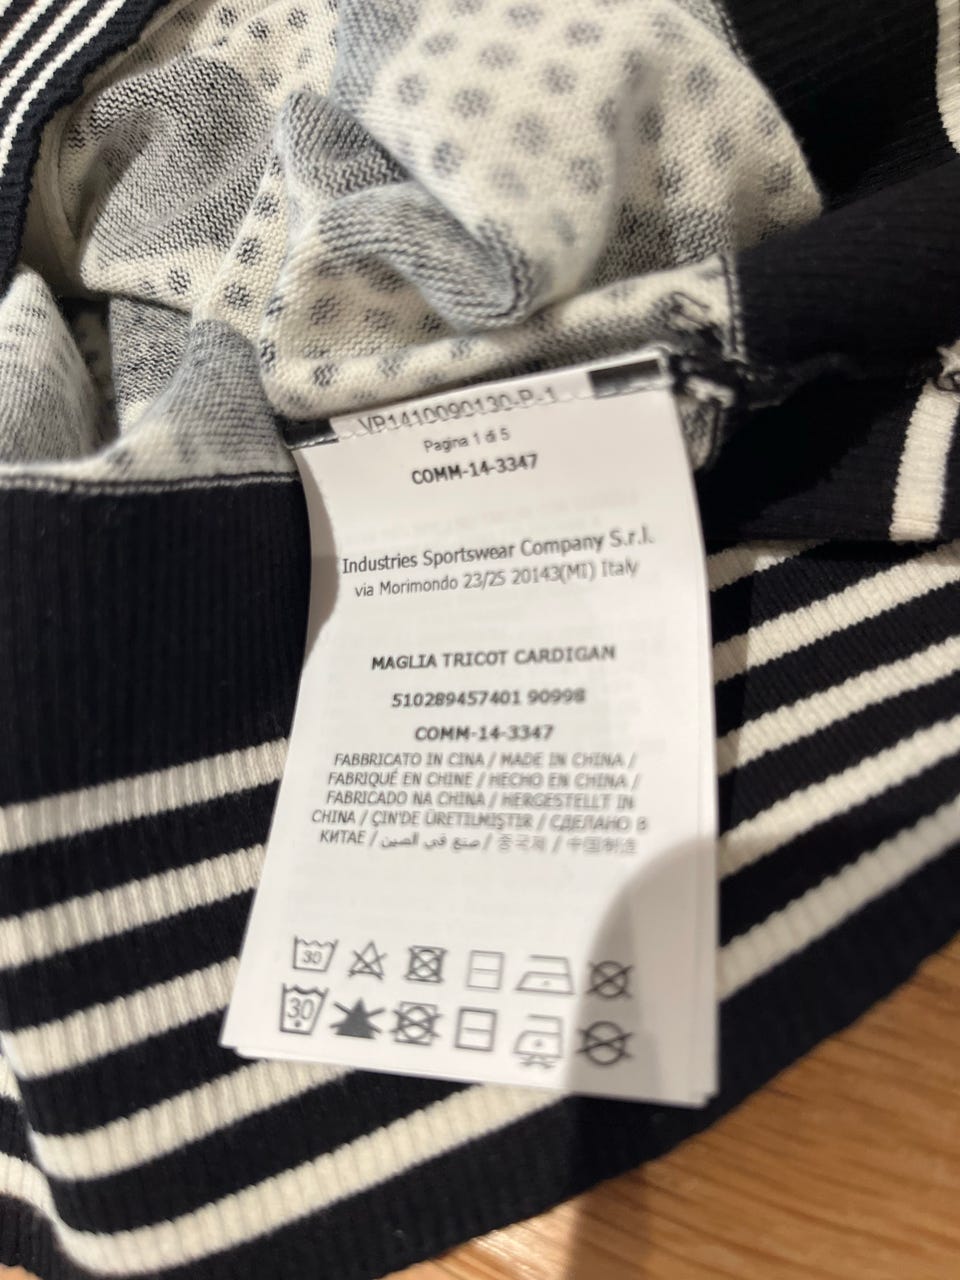 VP1410090130-P-1
Pagina 1 di 5
COMM-14-3347
Industries Sportswear Company S.r.l.
via Morimondo 23/25 20143(MI) Italy
MAGLIA TRICOT CARDIGAN
510289457401 90998
COMM-14-3347
FABBRICATO IN CINA / MADE IN CHINA /
FABRIQUÉ EN CHINE / HECHO EN CHINA /
FABRICADO NA CHINA / HERGESTELLT IN
CHINA / ÇIN'DE ÜRETILMIŞTIR / СДЕЛАНО В
КИТАЕ / صنع في الصين / 중국제 / 中国制造
30
30